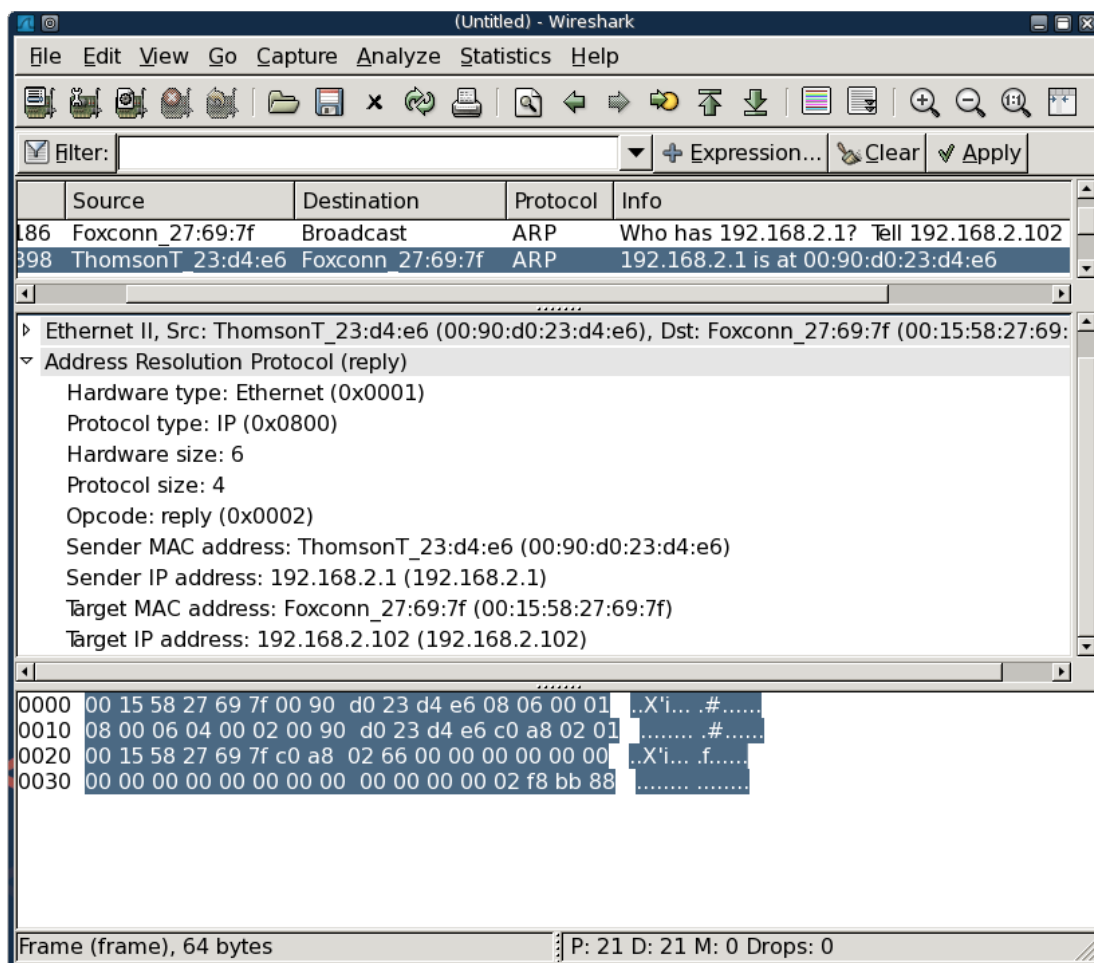 (Untitled) - Wireshark
File Edit View Go Capture Analyze Statistics Help
Filter: Expression... Clear Apply
Source Destination Protocol Info
186 Foxconn_27:69:7f Broadcast ARP Who has 192.168.2.1? Tell 192.168.2.102
398 ThomsonT_23:d4:e6 Foxconn_27:69:7f ARP 192.168.2.1 is at 00:90:d0:23:d4:e6
Ethernet II, Src: ThomsonT_23:d4:e6 (00:90:d0:23:d4:e6), Dst: Foxconn_27:69:7f (00:15:58:27:69:
Address Resolution Protocol (reply)
Hardware type: Ethernet (0x0001)
Protocol type: IP (0x0800)
Hardware size: 6
Protocol size: 4
Opcode: reply (0x0002)
Sender MAC address: ThomsonT_23:d4:e6 (00:90:d0:23:d4:e6)
Sender IP address: 192.168.2.1 (192.168.2.1)
Target MAC address: Foxconn_27:69:7f (00:15:58:27:69:7f)
Target IP address: 192.168.2.102 (192.168.2.102)
0000 00 15 58 27 69 7f 00 90 d0 23 d4 e6 08 06 00 01 ..X'i... .#......
0010 08 00 06 04 00 02 00 90 d0 23 d4 e6 c0 a8 02 01 ........ .#......
0020 00 15 58 27 69 7f c0 a8 02 66 00 00 00 00 00 00 ..X'i... .f......
0030 00 00 00 00 00 00 00 00 00 00 00 00 02 f8 bb 88 ........ ........
Frame (frame), 64 bytes P: 21 D: 21 M: 0 Drops: 0